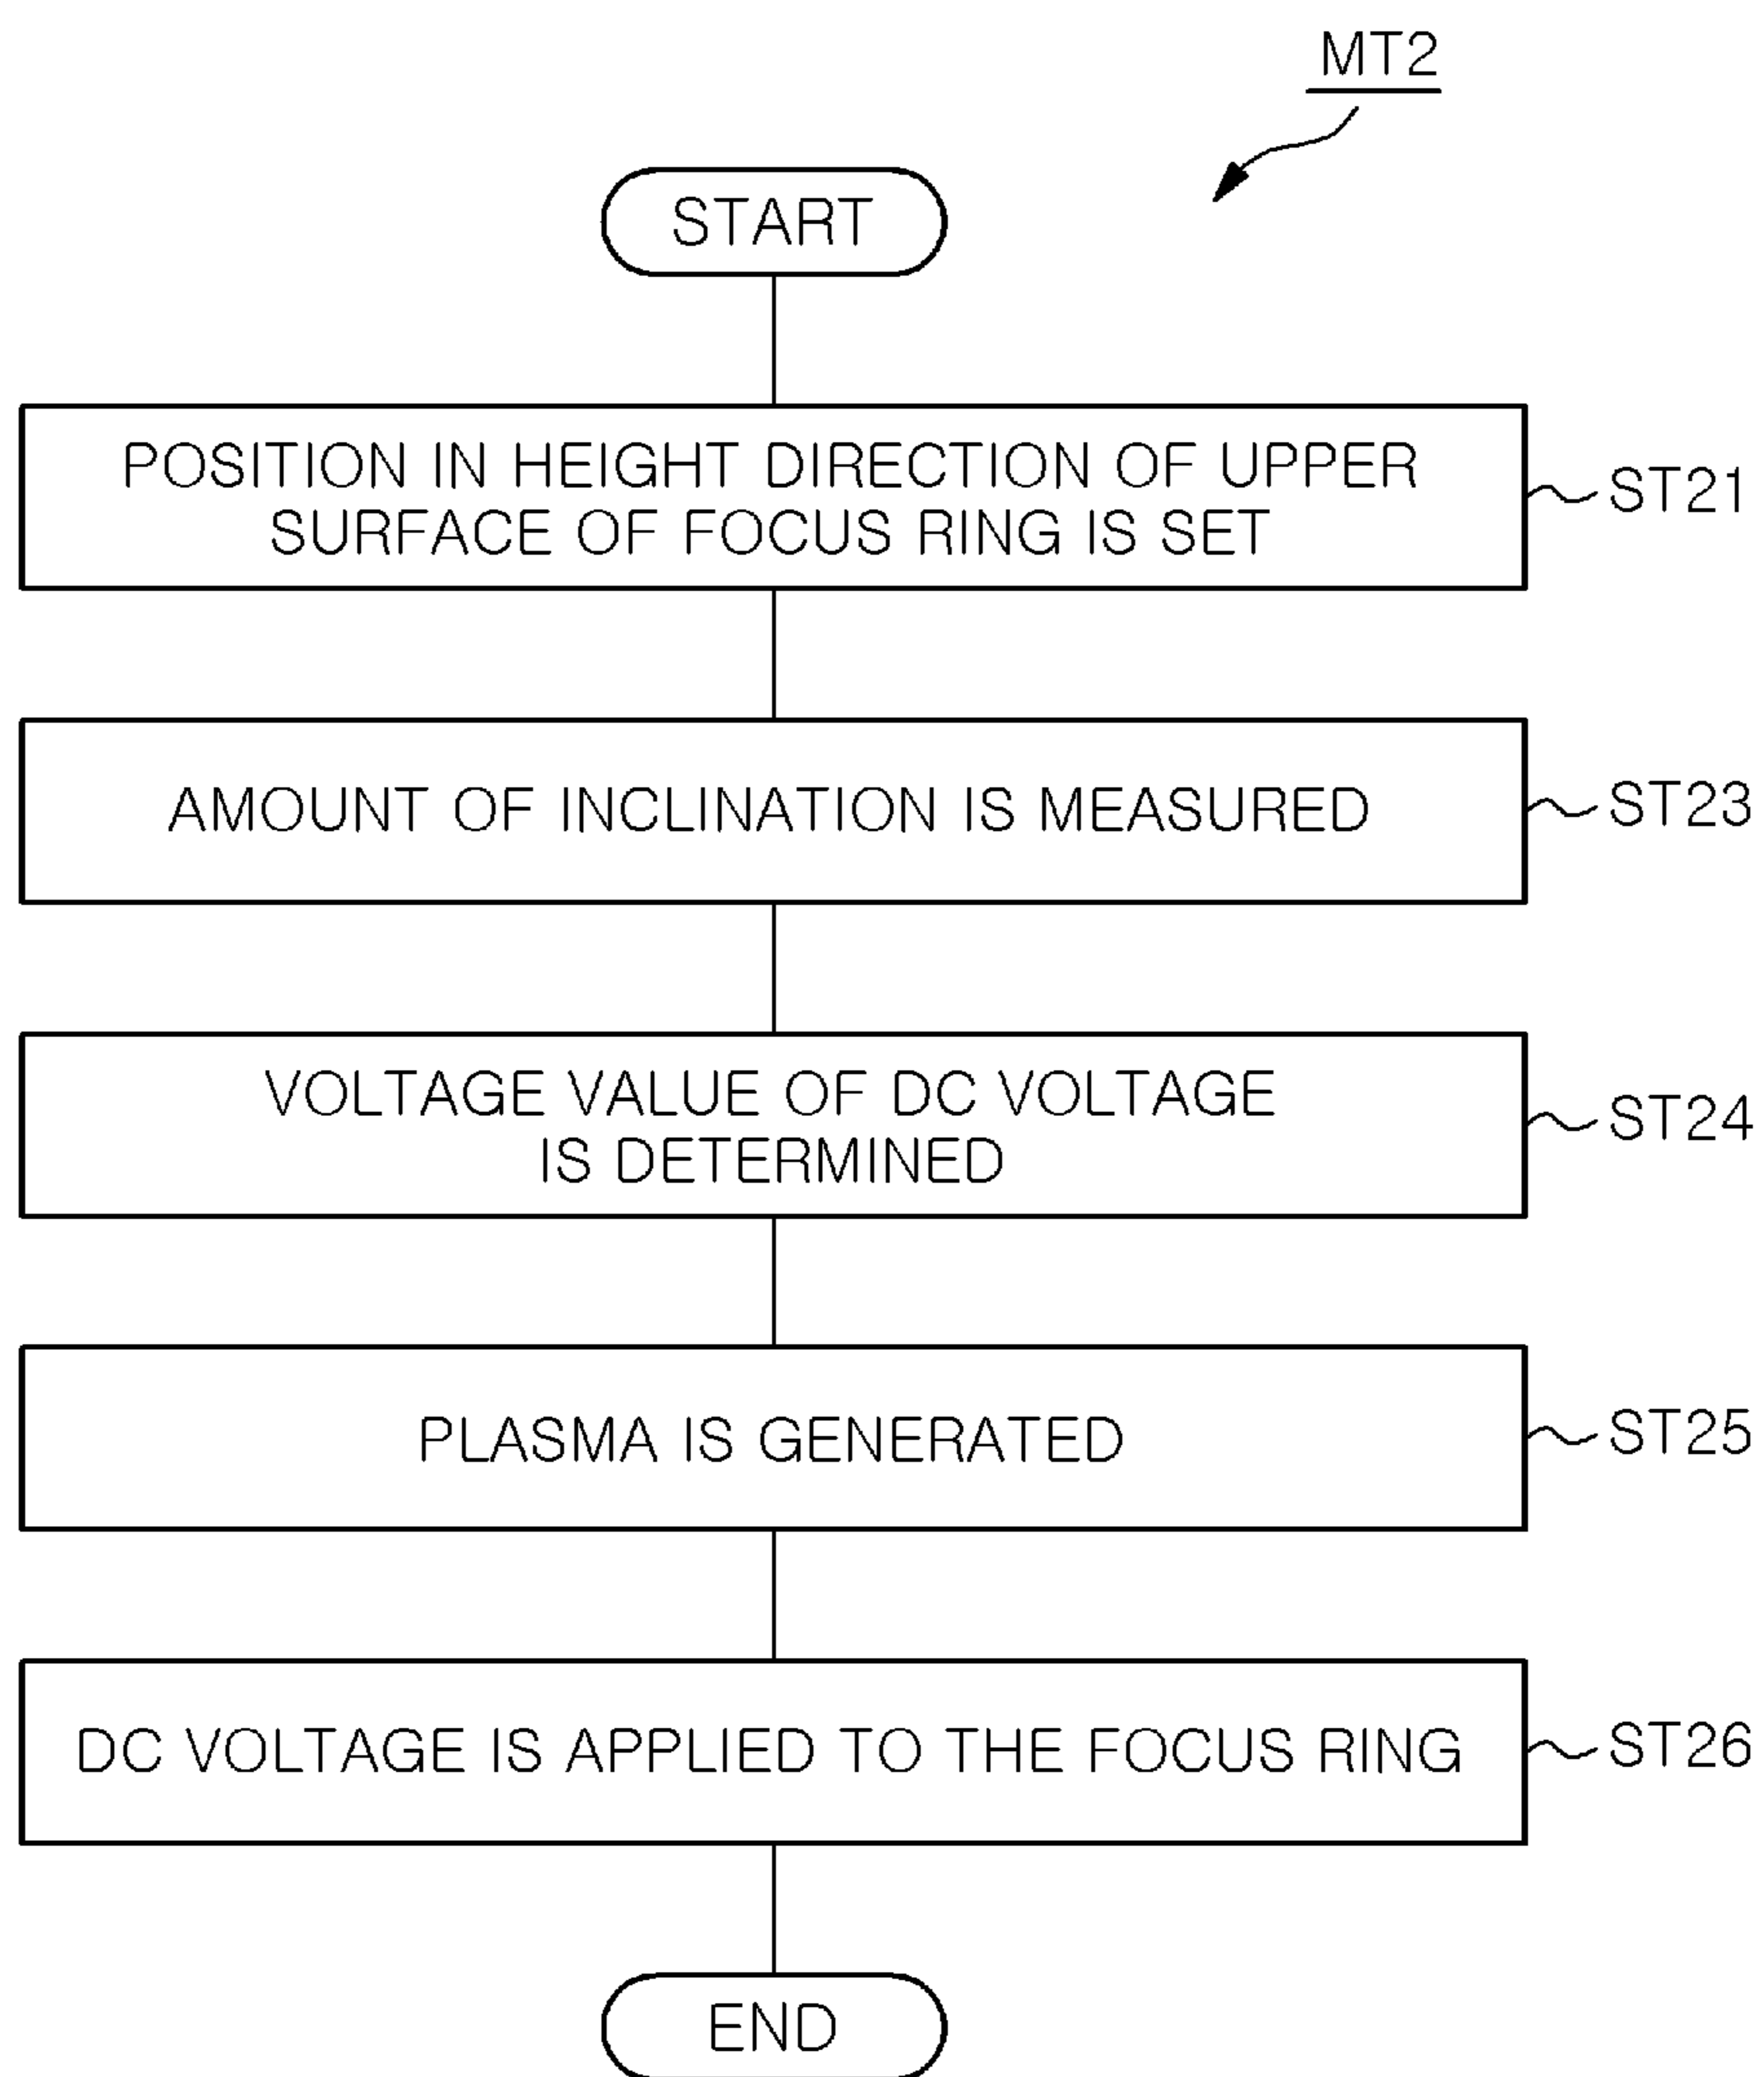 MT2
START
POSITION IN HEIGHT DIRECTION OF UPPER
SURFACE OF FOCUS RING IS SET
ST21
AMOUNT OF INCLINATION IS MEASURED
ST23
VOLTAGE VALUE OF DC VOLTAGE
IS DETERMINED
ST24
PLASMA IS GENERATED
ST25
DC VOLTAGE IS APPLIED TO THE FOCUS RING
ST26
END